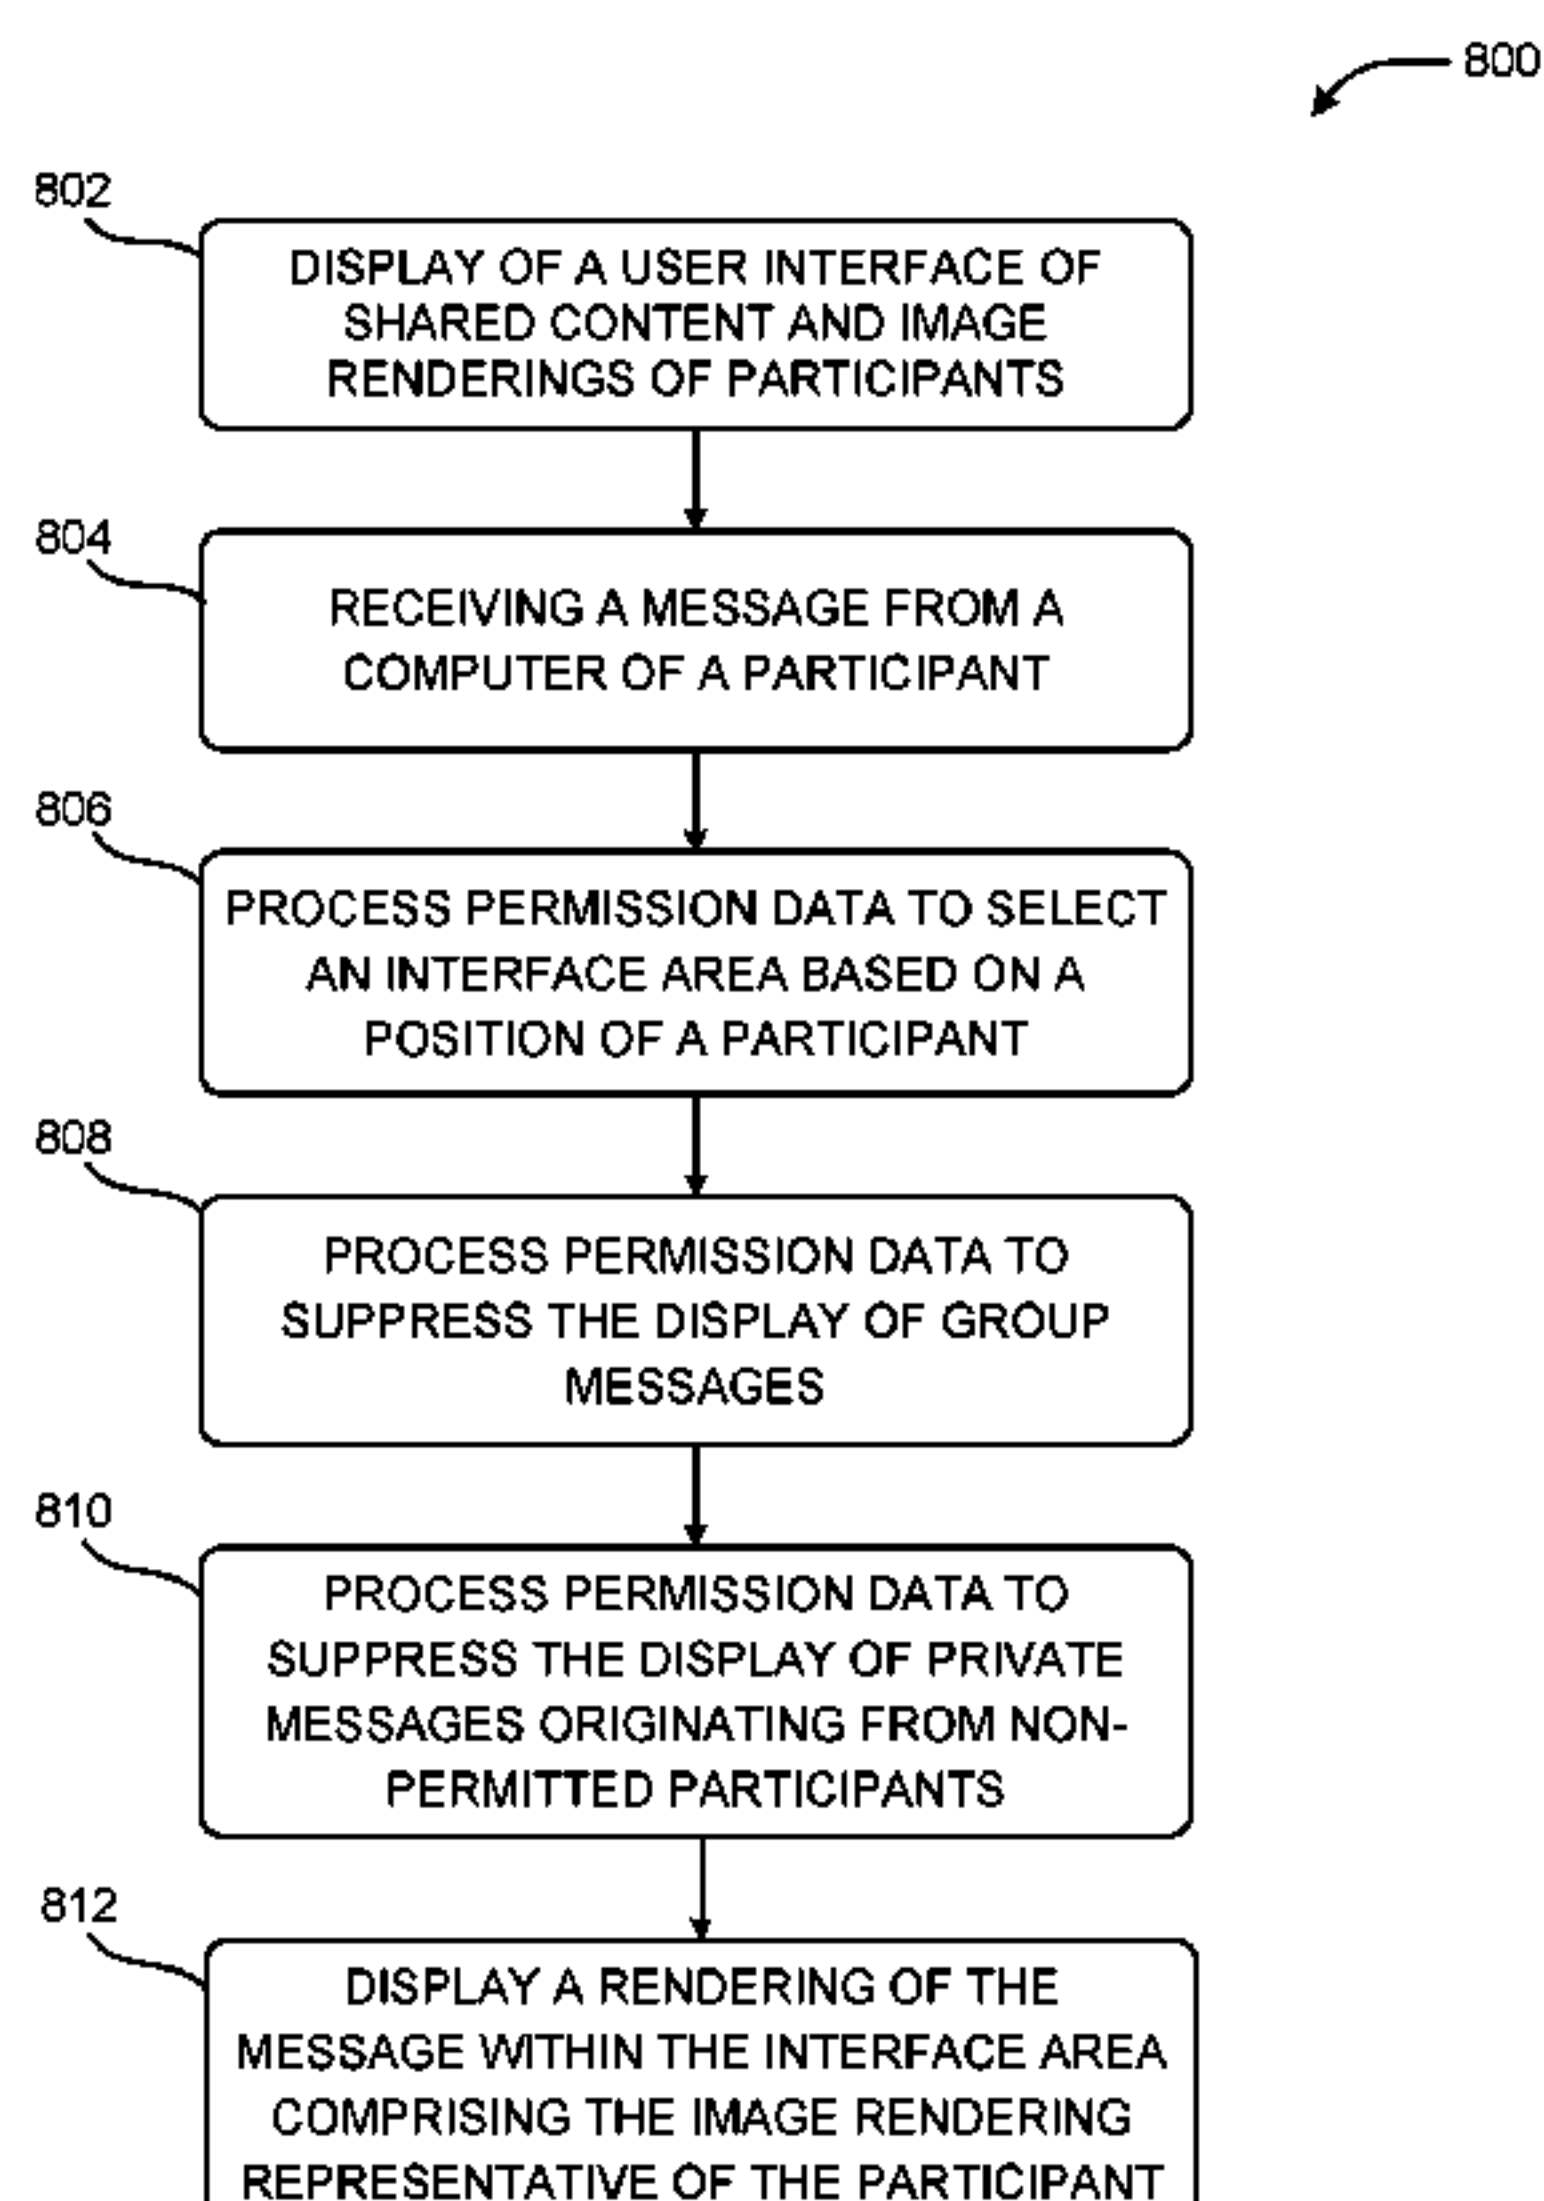 800
802
DISPLAY OF A USER INTERFACE OF
SHARED CONTENT AND IMAGE
RENDERINGS OF PARTICIPANTS
804
RECEIVING A MESSAGE FROM A
COMPUTER OF A PARTICIPANT
806
PROCESS PERMISSION DATA TO SELECT
AN INTERFACE AREA BASED ON A
POSITION OF A PARTICIPANT
808
PROCESS PERMISSION DATA TO
SUPPRESS THE DISPLAY OF GROUP
MESSAGES
810
PROCESS PERMISSION DATA TO
SUPPRESS THE DISPLAY OF PRIVATE
MESSAGES ORIGINATING FROM NON-
PERMITTED PARTICIPANTS
812
DISPLAY A RENDERING OF THE
MESSAGE WITHIN THE INTERFACE AREA
COMPRISING THE IMAGE RENDERING
REPRESENTATIVE OF THE PARTICIPANT